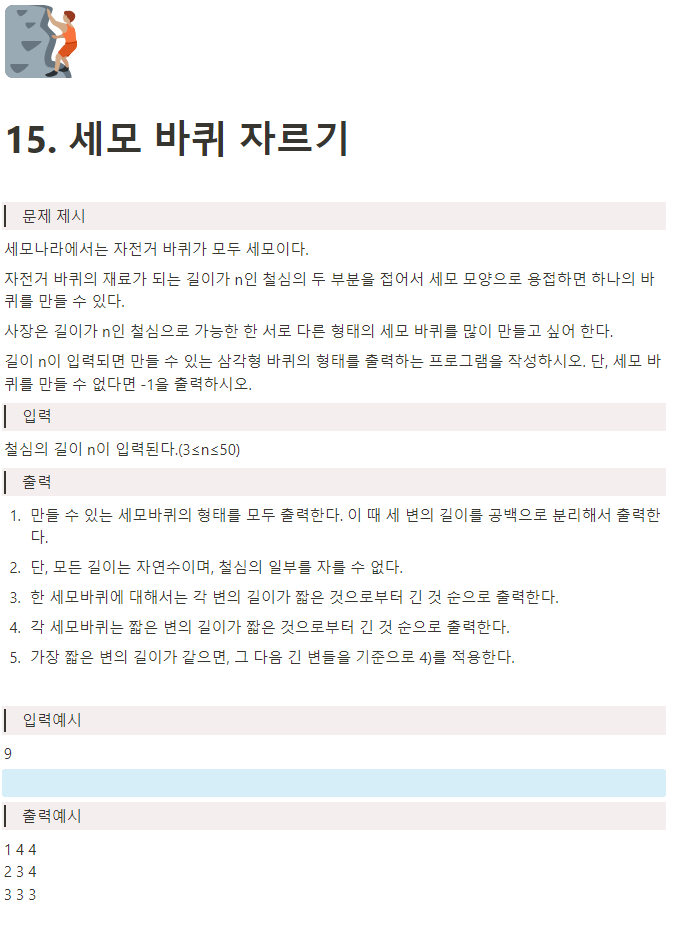 15. 세모 바퀴 자르기
문제 제시
세모나라에서는 자전거 바퀴가 모두 세모이다.
자전거 바퀴의 재료가 되는 길이가 n인 철심의 두 부분을 접어서 세모 모양으로 용접하면 하나의 바
퀴를 만들 수 있다.
사장은 길이가 n인 철심으로 가능한 한 서로 다른 형태의 세모 바퀴를 많이 만들고 싶어 한다.
길이 n이 입력되면 만들 수 있는 삼각형 바퀴의 형태를 출력하는 프로그램을 작성하시오. 단, 세모 바
퀴를 만들 수 없다면 -1을 출력하시오.
입력
철심의 길이 n이 입력된다.(3≤n≤50)
출력
1. 만들 수 있는 세모바퀴의 형태를 모두 출력한다. 이 때 세 변의 길이를 공백으로 분리해서 출력한
다.
2. 단, 모든 길이는 자연수이며, 철심의 일부를 자를 수 없다.
3. 한 세모바퀴에 대해서는 각 변의 길이가 짧은 것으로부터 긴 것 순으로 출력한다.
4. 각 세모바퀴는 짧은 변의 길이가 짧은 것으로부터 긴 것 순으로 출력한다.
5. 가장 짧은 변의 길이가 같으면, 그 다음 긴 변들을 기준으로 4)를 적용한다.
입력예시
9
출력예시
1 4 4
2 3 4
3 3 3